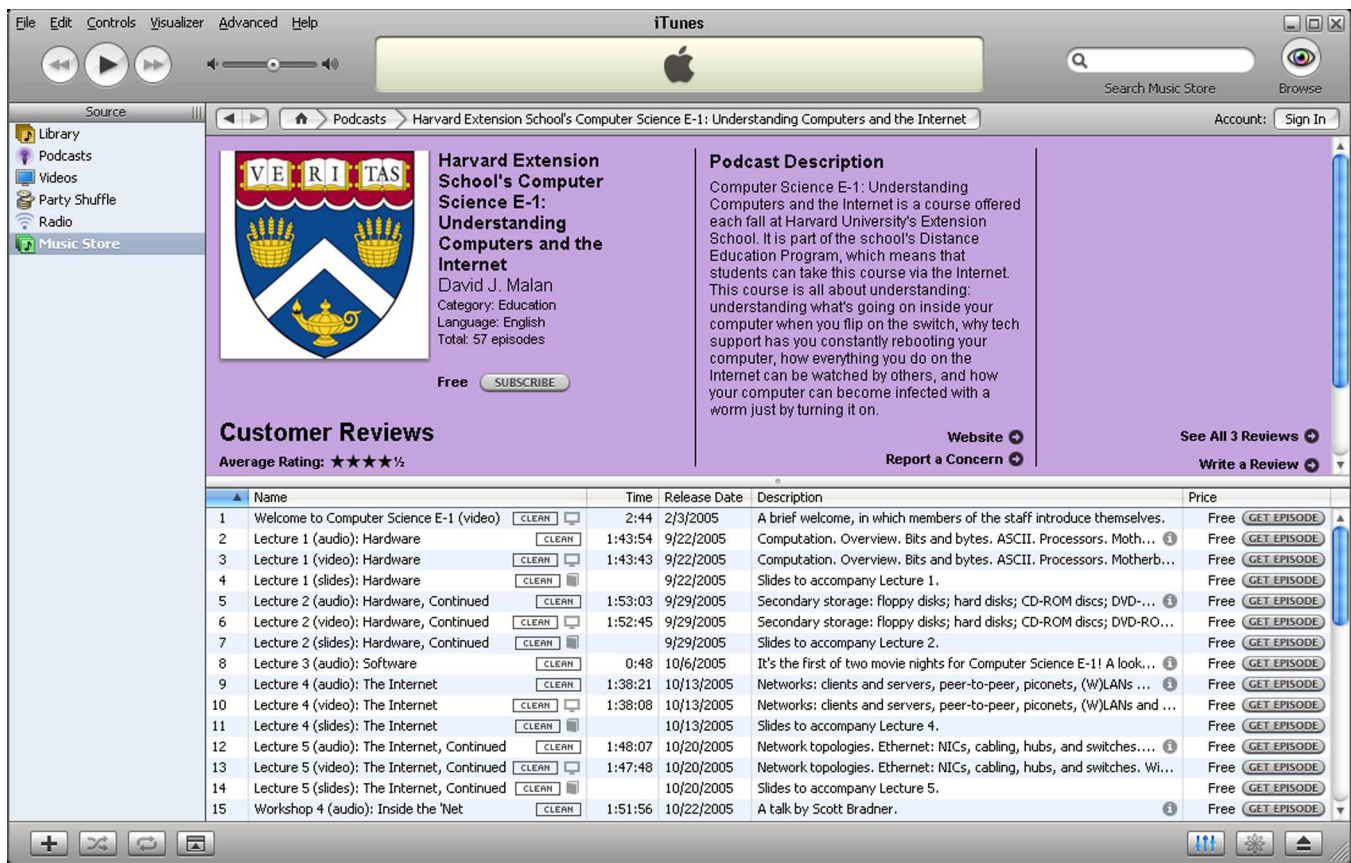 File Edit Controls Visualizer Advanced Help
iTunes
Search Music Store
Browse
Source
Library
Podcasts
Videos
Party Shuffle
Radio
Music Store
Podcasts Harvard Extension School's Computer Science E-1: Understanding Computers and the Internet
Account: Sign In
VE RI TAS
Harvard Extension
School's Computer
Science E-1:
Understanding
Computers and the
Internet
David J. Malan
Category: Education
Language: English
Total: 57 episodes
Free SUBSCRIBE
Customer Reviews
Average Rating: ★★★★½
Podcast Description
Computer Science E-1: Understanding
Computers and the Internet is a course offered
each fall at Harvard University's Extension
School. It is part of the school's Distance
Education Program, which means that
students can take this course via the Internet.
This course is all about understanding:
understanding what's going on inside your
computer when you flip on the switch, why tech
support has you constantly rebooting your
computer, how everything you do on the
Internet can be watched by others, and how
your computer can become infected with a
worm just by turning it on.
Website
Report a Concern
See All 3 Reviews
Write a Review
Name Time Release Date Description Price
1 Welcome to Computer Science E-1 (video) CLEAN 2:44 2/3/2005 A brief welcome, in which members of the staff introduce themselves. Free GET EPISODE
2 Lecture 1 (audio): Hardware CLEAN 1:43:54 9/22/2005 Computation. Overview. Bits and bytes. ASCII. Processors. Moth... Free GET EPISODE
3 Lecture 1 (video): Hardware CLEAN 1:43:43 9/22/2005 Computation. Overview. Bits and bytes. ASCII. Processors. Motherb... Free GET EPISODE
4 Lecture 1 (slides): Hardware CLEAN 9/22/2005 Slides to accompany Lecture 1. Free GET EPISODE
5 Lecture 2 (audio): Hardware, Continued CLEAN 1:53:03 9/29/2005 Secondary storage: floppy disks; hard disks; CD-ROM discs; DVD-... Free GET EPISODE
6 Lecture 2 (video): Hardware, Continued CLEAN 1:52:45 9/29/2005 Secondary storage: floppy disks; hard disks; CD-ROM discs; DVD-RO... Free GET EPISODE
7 Lecture 2 (slides): Hardware, Continued CLEAN 9/29/2005 Slides to accompany Lecture 2. Free GET EPISODE
8 Lecture 3 (audio): Software CLEAN 0:48 10/6/2005 It's the first of two movie nights for Computer Science E-1! A look... Free GET EPISODE
9 Lecture 4 (audio): The Internet CLEAN 1:38:21 10/13/2005 Networks: clients and servers, peer-to-peer, piconets, (W)LANs ... Free GET EPISODE
10 Lecture 4 (video): The Internet CLEAN 1:38:08 10/13/2005 Networks: clients and servers, peer-to-peer, piconets, (W)LANs and ... Free GET EPISODE
11 Lecture 4 (slides): The Internet CLEAN 10/13/2005 Slides to accompany Lecture 4. Free GET EPISODE
12 Lecture 5 (audio): The Internet, Continued CLEAN 1:48:07 10/20/2005 Network topologies. Ethernet: NICs, cabling, hubs, and switches.... Free GET EPISODE
13 Lecture 5 (video): The Internet, Continued CLEAN 1:47:48 10/20/2005 Network topologies. Ethernet: NICs, cabling, hubs, and switches. Wi... Free GET EPISODE
14 Lecture 5 (slides): The Internet, Continued CLEAN 10/20/2005 Slides to accompany Lecture 5. Free GET EPISODE
15 Workshop 4 (audio): Inside the 'Net CLEAN 1:51:56 10/22/2005 A talk by Scott Bradner. Free GET EPISODE